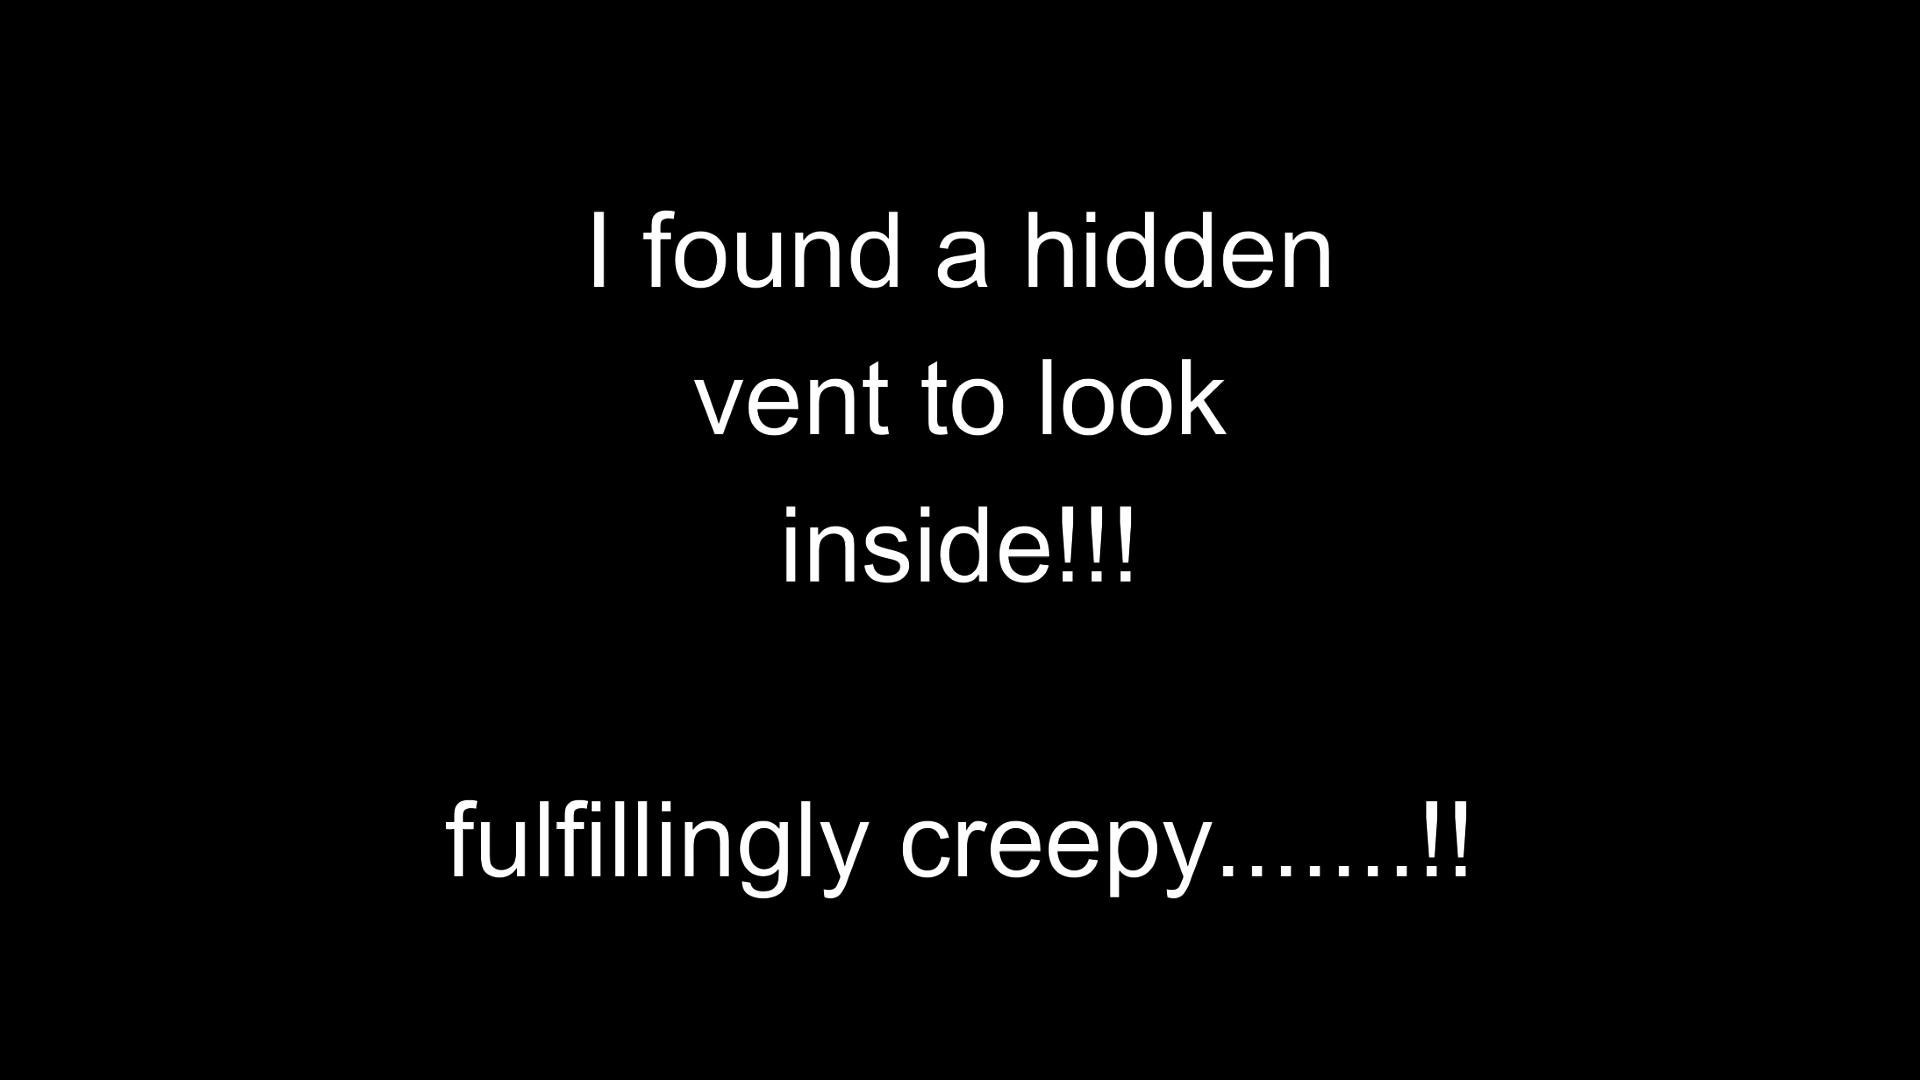 I found a hidden
vent to look
inside!!!
fulfillingly creepy.......!!